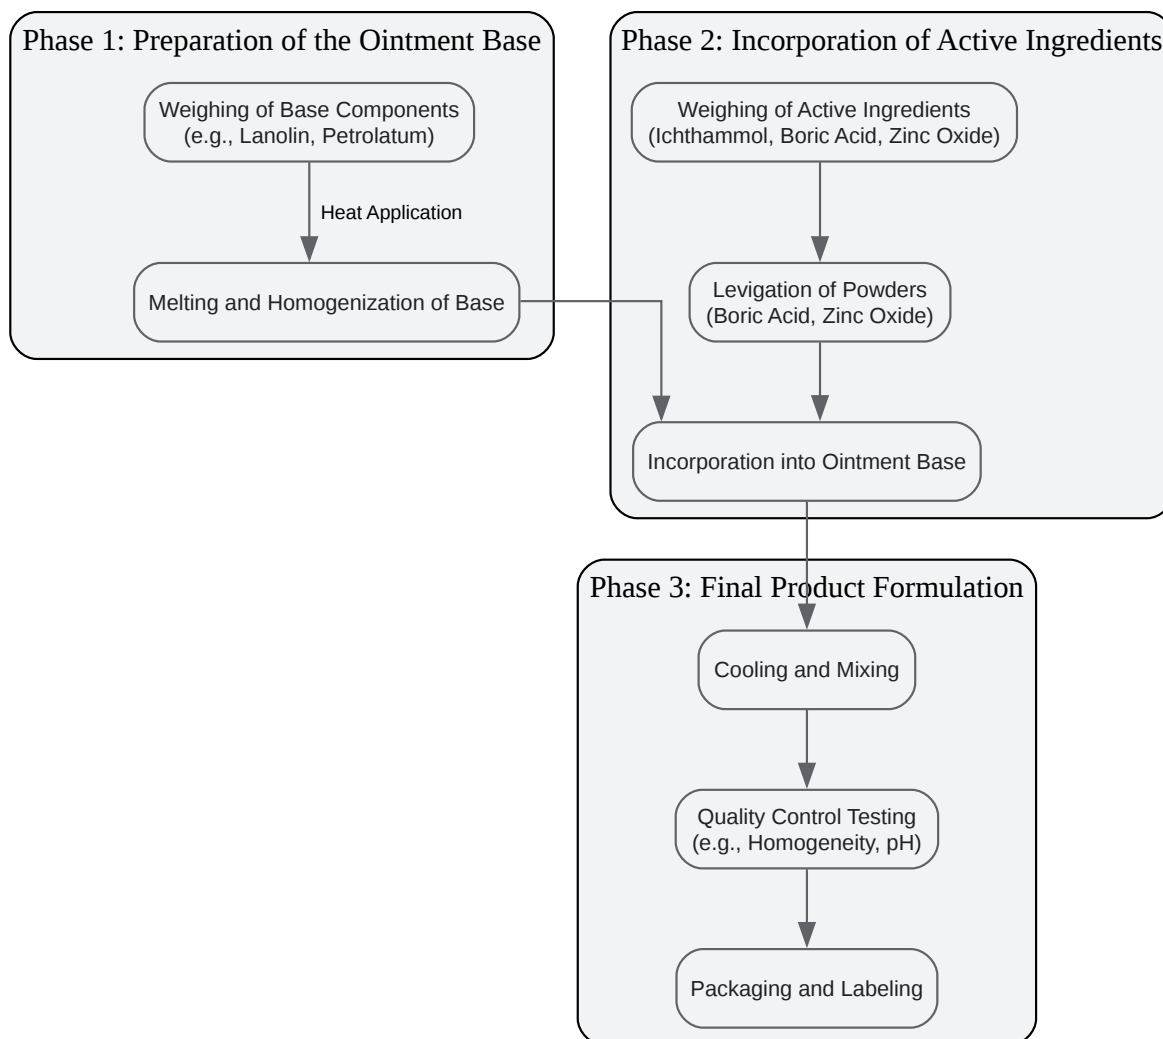 Phase 1: Preparation of the Ointment Base
Weighing of Base Components
(e.g., Lanolin, Petrolatum)
Heat Application
Melting and Homogenization of Base
Phase 2: Incorporation of Active Ingredients
Weighing of Active Ingredients
(Ichthammol, Boric Acid, Zinc Oxide)
Levigation of Powders
(Boric Acid, Zinc Oxide)
Incorporation into Ointment Base
Phase 3: Final Product Formulation
Cooling and Mixing
Quality Control Testing
(e.g., Homogeneity, pH)
Packaging and Labeling